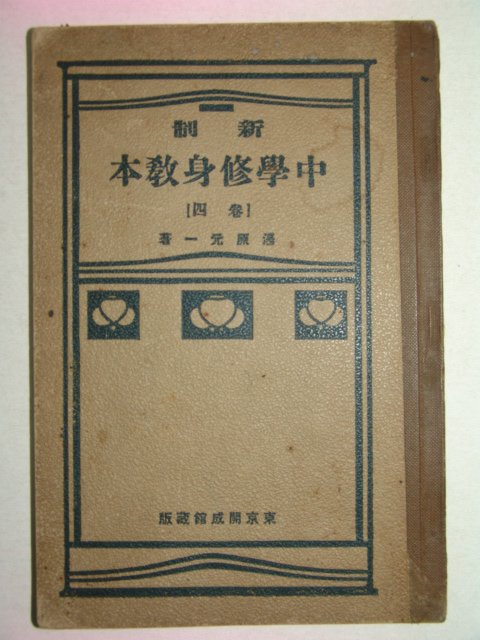 新制
中學修身教本
[卷四]
湯原元一著
東京開成館藏版